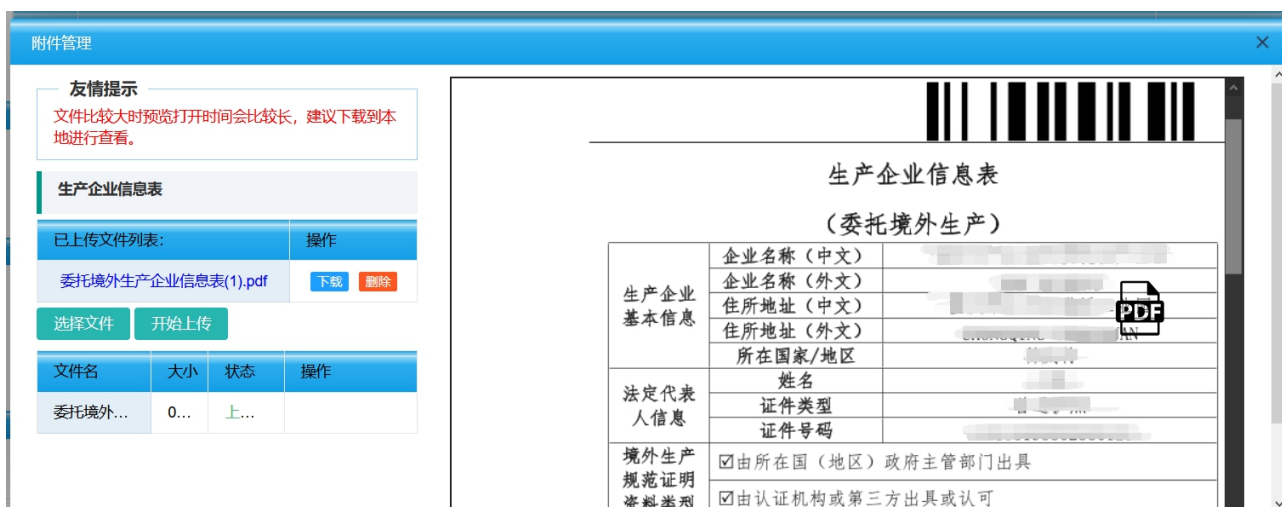 附件管理
友情提示
文件比较大时预览打开时间会比较长，建议下载到本
地进行查看。
生产企业信息表
已上传文件列表: 操作
委托境外生产企业信息表(1).pdf 下载 删除
选择文件 开始上传
文件名 大小 状态 操作
委托境外... 0... 上...
生产企业信息表
（委托境外生产）
生产企业
基本信息
企业名称（中文）
企业名称（外文）
住所地址（中文）
住所地址（外文）
所在国家/地区
PDF
法定代表
人信息
姓名
证件类型
证件号码
境外生产
规范证明
资料类型
☑由所在国（地区）政府主管部门出具
☑由认证机构或第三方出具或认可